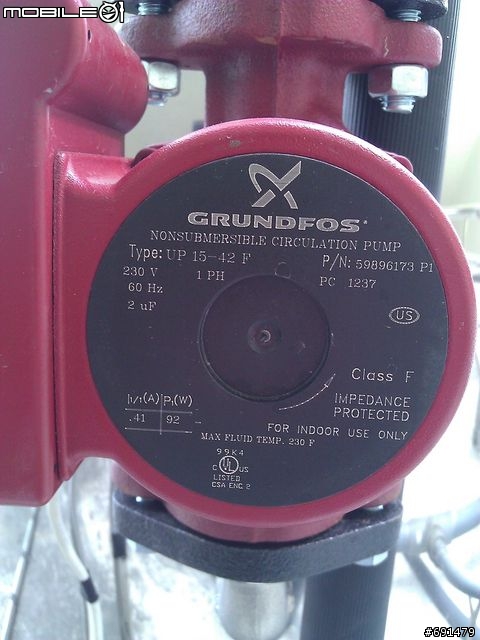 MOBILE01
GRUNDFOS
NONSUBMERSIBLE CIRCULATION PUMP
Type: UP 15-42 F P/N: 59896173 P1
230 V 1 PH PC 1237
60 Hz
2 uF
US
Class F
I1/1(A) P1(W)
.41 92
IMPEDANCE
PROTECTED
FOR INDOOR USE ONLY
MAX FLUID TEMP. 230 F
99K4
C UL US
LISTED
CSA ENC. 2
#691479